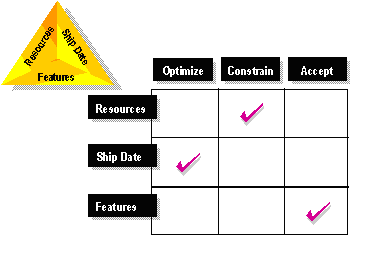 Resources
Ship Date
Features
Optimize
Constrain
Accept
Resources
Ship Date
Features